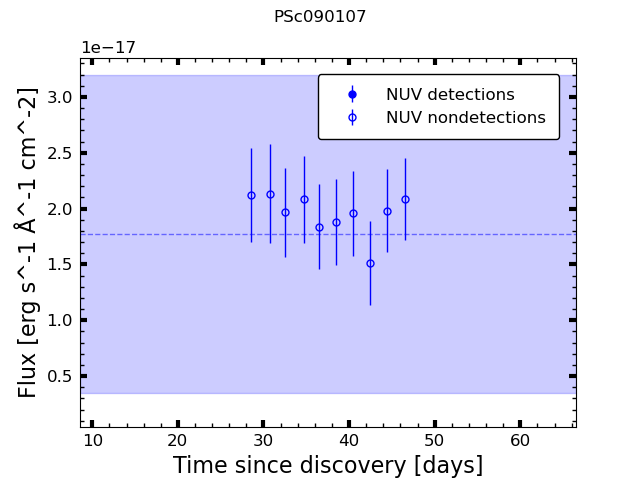 PSc090107
1e−17
NUV detections
NUV nondetections
3.0
2.5
2.0
1.5
1.0
0.5
Flux [erg s^-1 Å^-1 cm^-2]
10 20 30 40 50 60
Time since discovery [days]